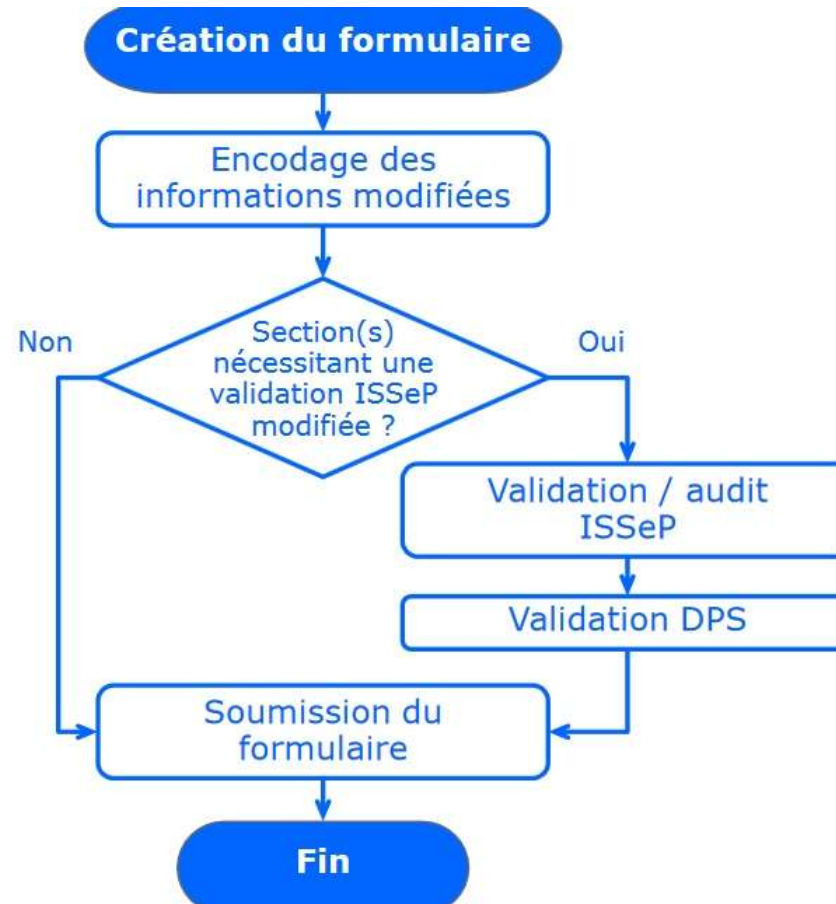 Création du formulaire
Encodage des
informations modifiées
Non
Section(s)
nécessitant une
validation ISSeP
modifiée ?
Oui
Validation / audit
ISSeP
Validation DPS
Soumission du
formulaire
Fin